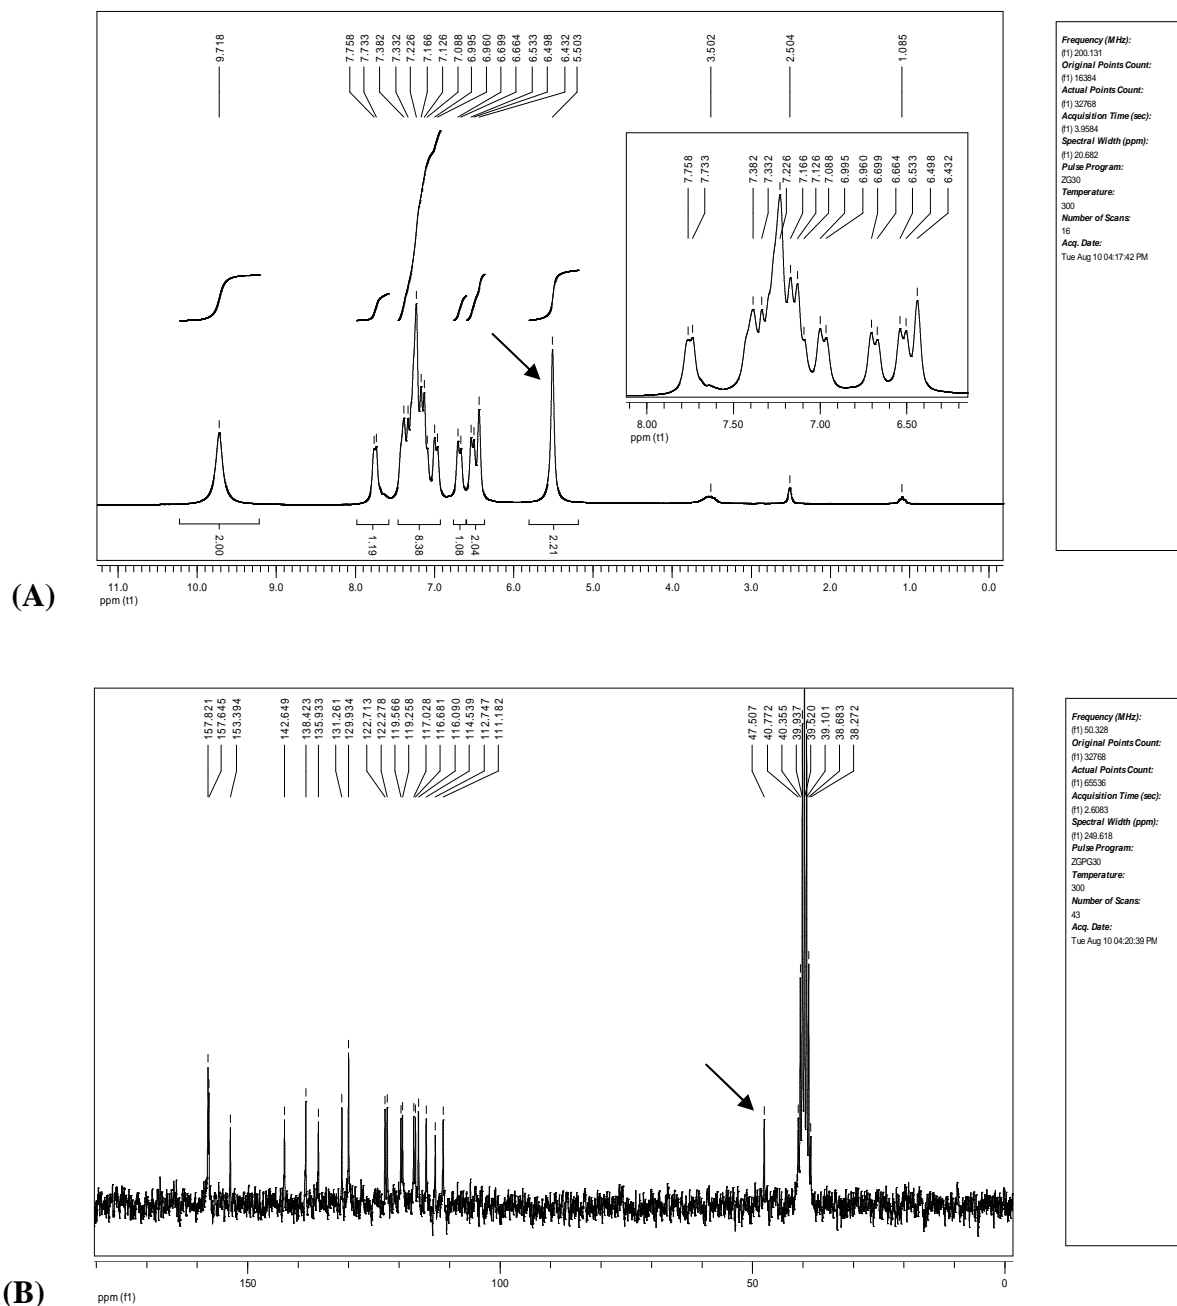 9.718
7.758
7.733
7.382
7.332
7.226
7.166
7.126
7.088
6.995
6.960
6.699
6.664
6.533
6.498
6.432
5.503
3.502
2.504
1.085
7.758
7.733
7.382
7.332
7.226
7.166
7.126
7.088
6.995
6.960
6.699
6.664
6.533
6.498
6.432
8.00 7.50 7.00 6.50
ppm (t1)
2.00
1.19
8.38
1.08
2.04
2.21
11.0 10.0 9.0 8.0 7.0 6.0 5.0 4.0 3.0 2.0 1.0 0.0
ppm (t1)
(A)
Frequency (MHz):
(f1) 200.131
Original Points Count:
(f1) 16384
Actual Points Count:
(f1) 32768
Acquisition Time (sec):
(f1) 3.9584
Spectral Width (ppm):
(f1) 20.682
Pulse Program:
ZG30
Temperature:
300
Number of Scans:
16
Acq. Date:
Tue Aug 10 04:17:42 PM
157.821
157.645
153.394
142.649
138.423
135.933
131.261
129.934
122.713
122.278
119.566
119.258
117.028
116.681
116.090
114.539
112.747
111.182
47.507
40.772
40.355
39.937
39.520
39.101
38.683
38.272
150 100 50 0
ppm (f1)
(B)
Frequency (MHz):
(f1) 50.328
Original Points Count:
(f1) 32768
Actual Points Count:
(f1) 65536
Acquisition Time (sec):
(f1) 2.6083
Spectral Width (ppm):
(f1) 249.618
Pulse Program:
ZGPG30
Temperature:
300
Number of Scans:
43
Acq. Date:
Tue Aug 10 04:20:39 PM